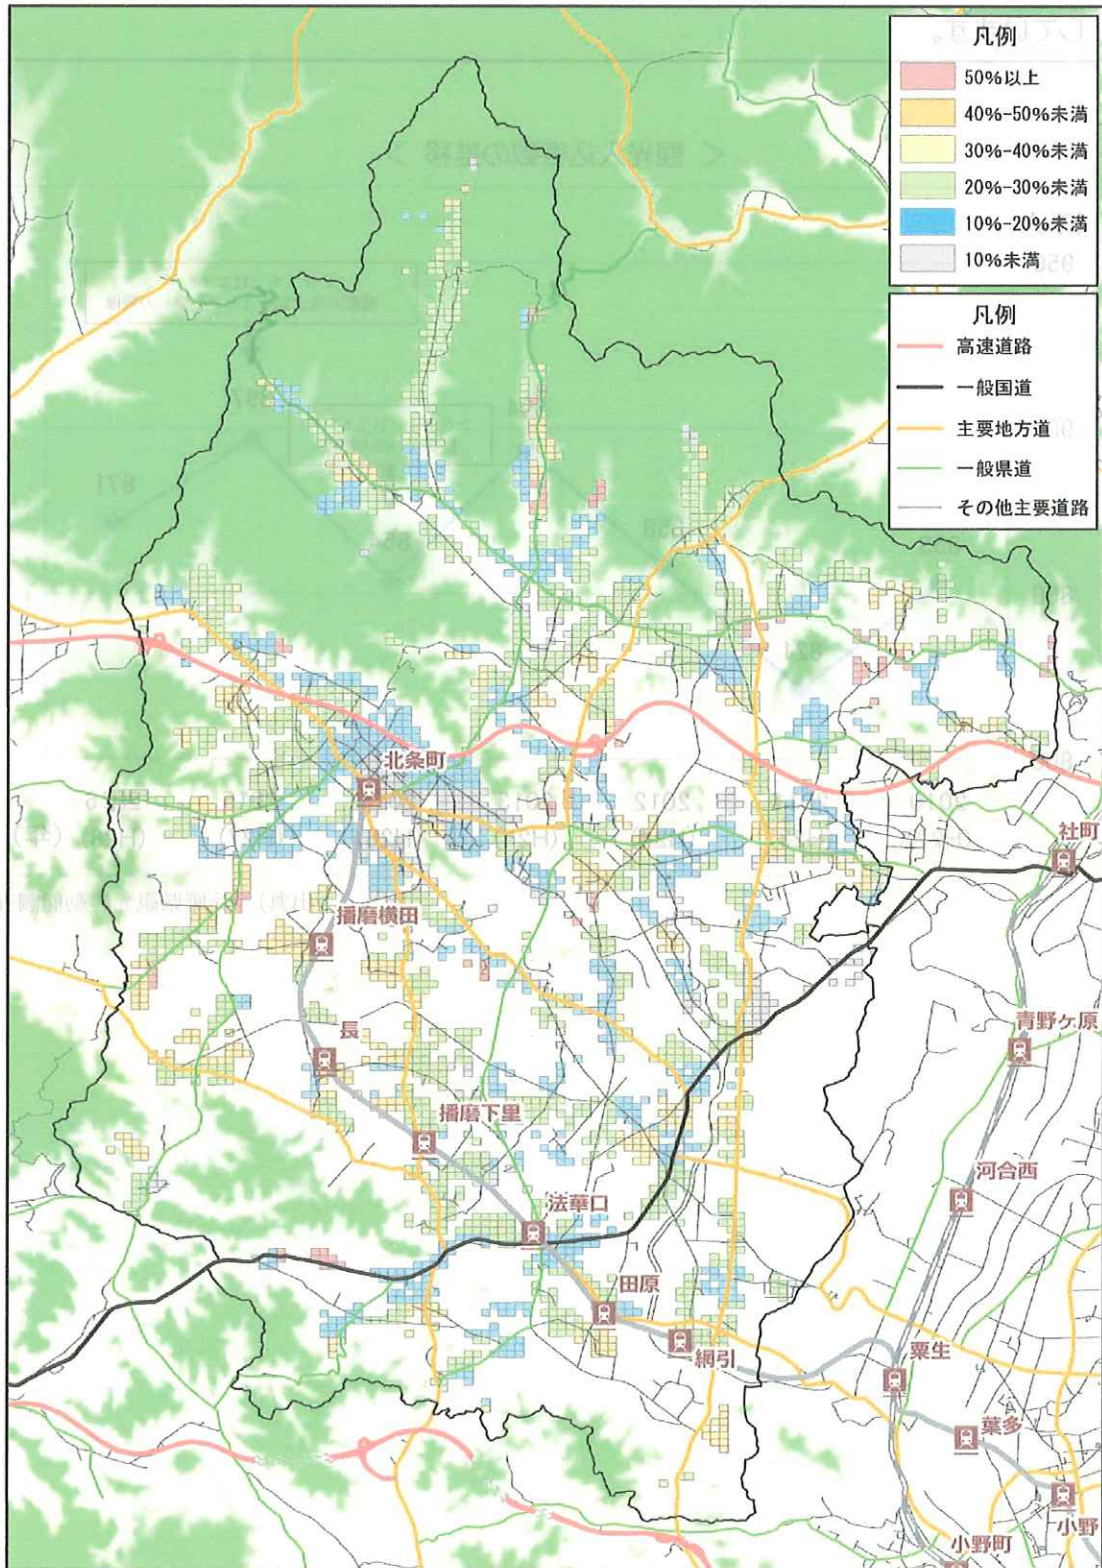 凡例
50%以上
40%-50%未満
30%-40%未満
20%-30%未満
10%-20%未満
10%未満
凡例
高速道路
一般国道
主要地方道
一般県道
その他主要道路
北条町
社町
播磨横田
青野ヶ原
長
播磨下里
河合西
法華口
田原
網引
粟生
葉多
小野
小野町